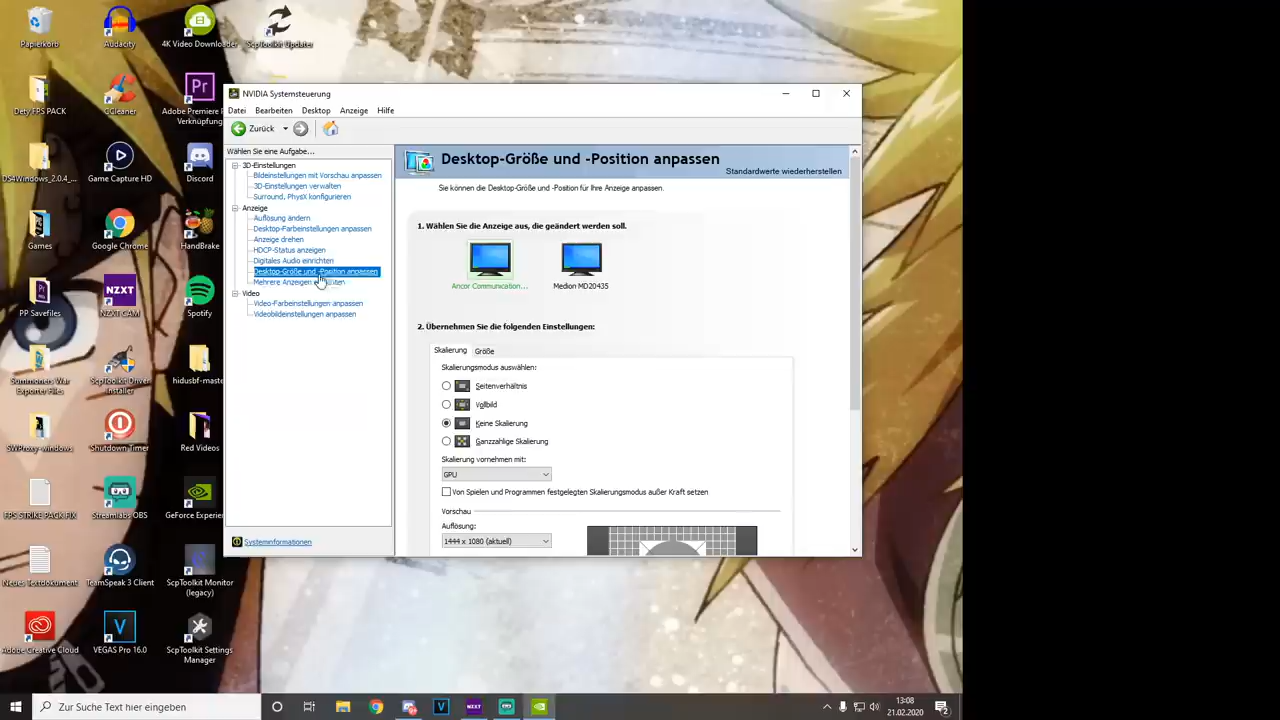 Papierkorb
Audacity
4K Video Downloader
ScpToolkit Updater
Dety FPS PACK
CCleaner
Adobe Premiere P
Verknüpfung
DS4Windows_2.0.4_...
Game Capture HD
Discord
Games
Google Chrome
HandBrake
PP Savefiles
NZXT CAM
Spotify
Summoners War
Exporter Files
ScpToolkit Driver
Installer
hidusbf-maste
SWProxy-windows
Shutdown Timer
Red Videos
FPS STRIKE PACK FIX
Streamlabs OBS
GeForce Experien
Neues Textdokument
TeamSpeak 3 Client
ScpToolkit Monitor
(legacy)
Adobe Creative Cloud
VEGAS Pro 16.0
ScpToolkit Settings
Manager
NVIDIA Systemsteuerung
Datei Bearbeiten Desktop Anzeige Hilfe
Zurück
Wählen Sie eine Aufgabe...
3D-Einstellungen
Bildeinstellungen mit Vorschau anpassen
3D-Einstellungen verwalten
Surround, PhysX konfigurieren
Anzeige
Auflösung ändern
Desktop-Farbeinstellungen anpassen
Anzeige drehen
HDCP-Status anzeigen
Digitales Audio einrichten
Desktop-Größe und -Position anpassen
Mehrere Anzeigen
Video
Video-Farbeinstellungen anpassen
Videobildeinstellungen anpassen
Systeminformationen
Desktop-Größe und -Position anpassen
Standardwerte wiederherstellen
Sie können die Desktop-Größe und -Position für Ihre Anzeige anpassen.
1. Wählen Sie die Anzeige aus, die geändert werden soll.
Ancor Communication...
Medion MD20435
2. Übernehmen Sie die folgenden Einstellungen:
Skalierung Größe
Skalierungsmodus auswählen:
Seitenverhältnis
Vollbild
Keine Skalierung
Ganzzahlige Skalierung
Skalierung vornehmen mit:
GPU
Von Spielen und Programmen festgelegten Skalierungsmodus außer Kraft setzen
Vorschau
Auflösung:
1444 x 1080 (aktuell)
Zur Suche Text hier eingeben
13:08
21.02.2020
2